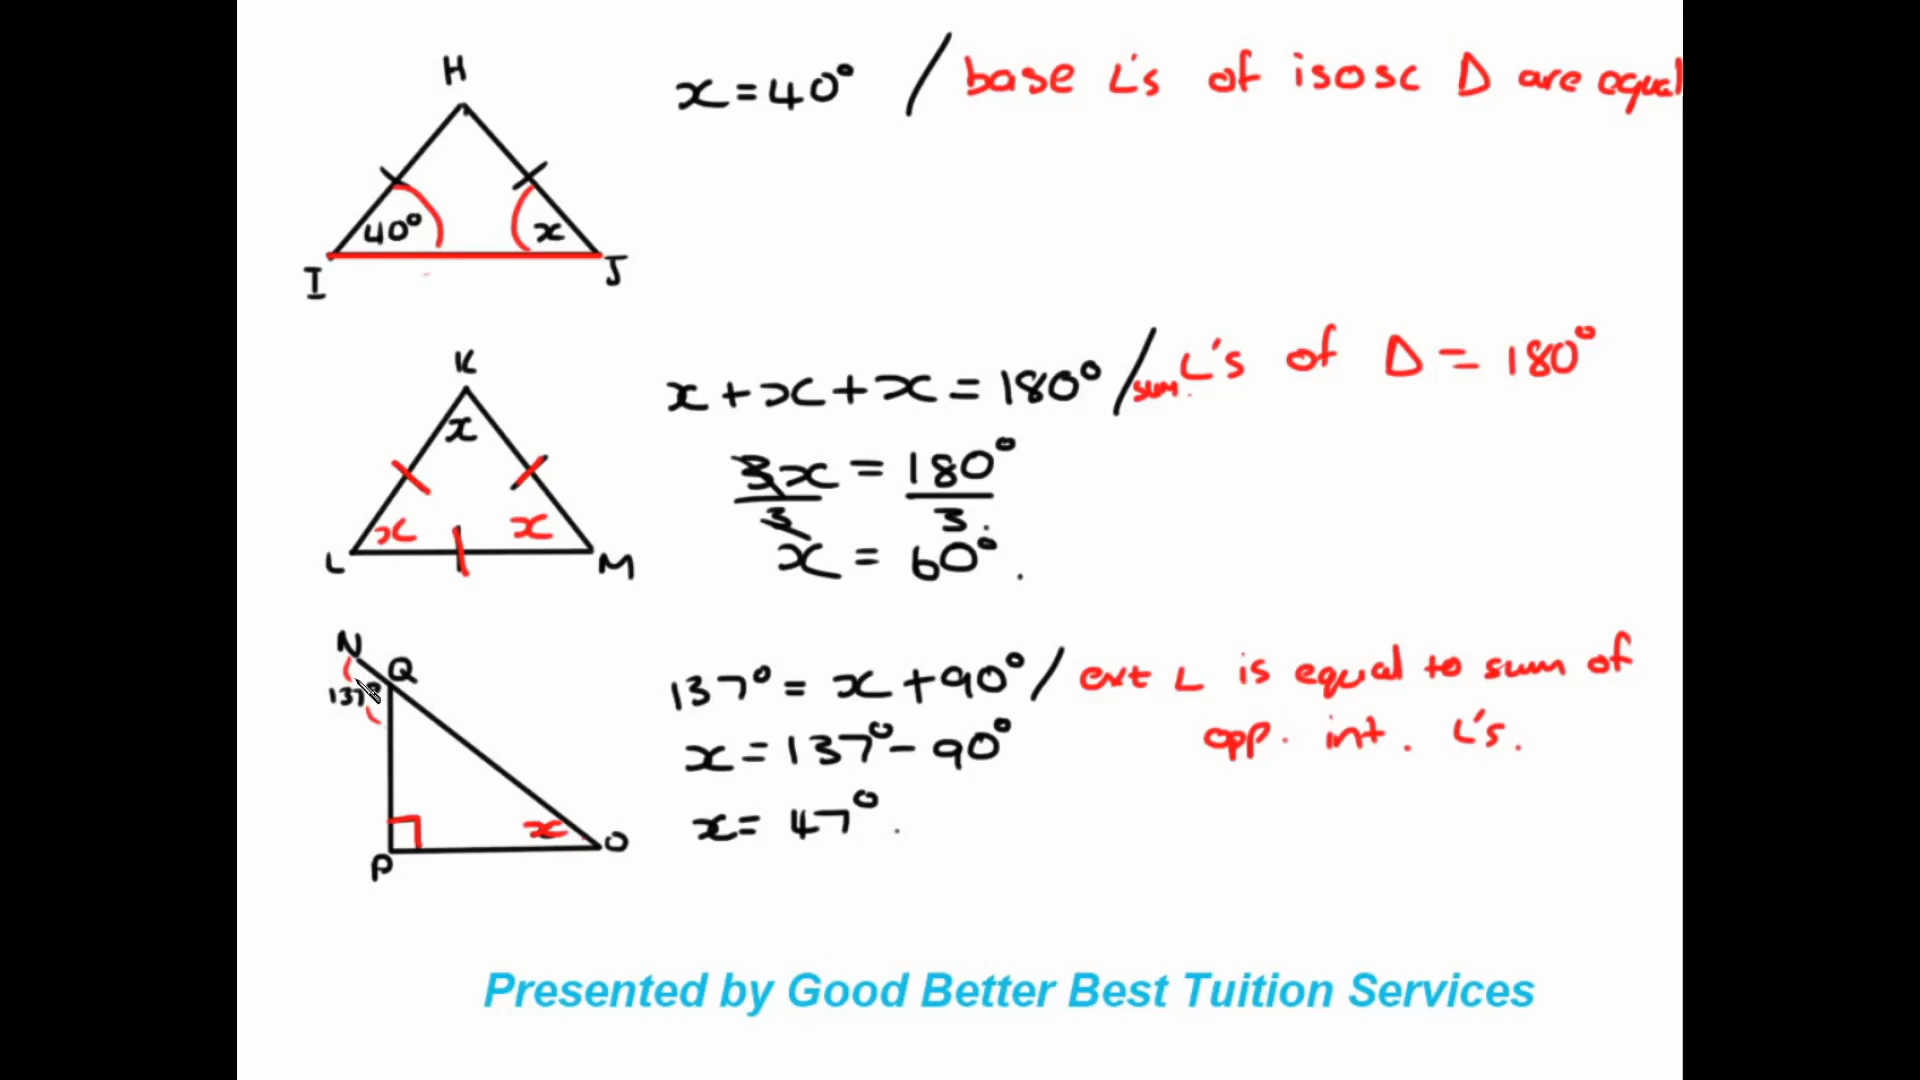 H
x = 40° / base L's of isosc Δ are equal
40° x
I J
K
x + x + x = 180° / sum L's of Δ = 180°
x
3x = 180°
3 3.
x x
x = 60°.
L M
N Q
137° = x + 90° / ext L is equal to sum of
137°
opp. int. L's.
x = 137° - 90°
x = 47°.
x O
P
Presented by Good Better Best Tuition Services